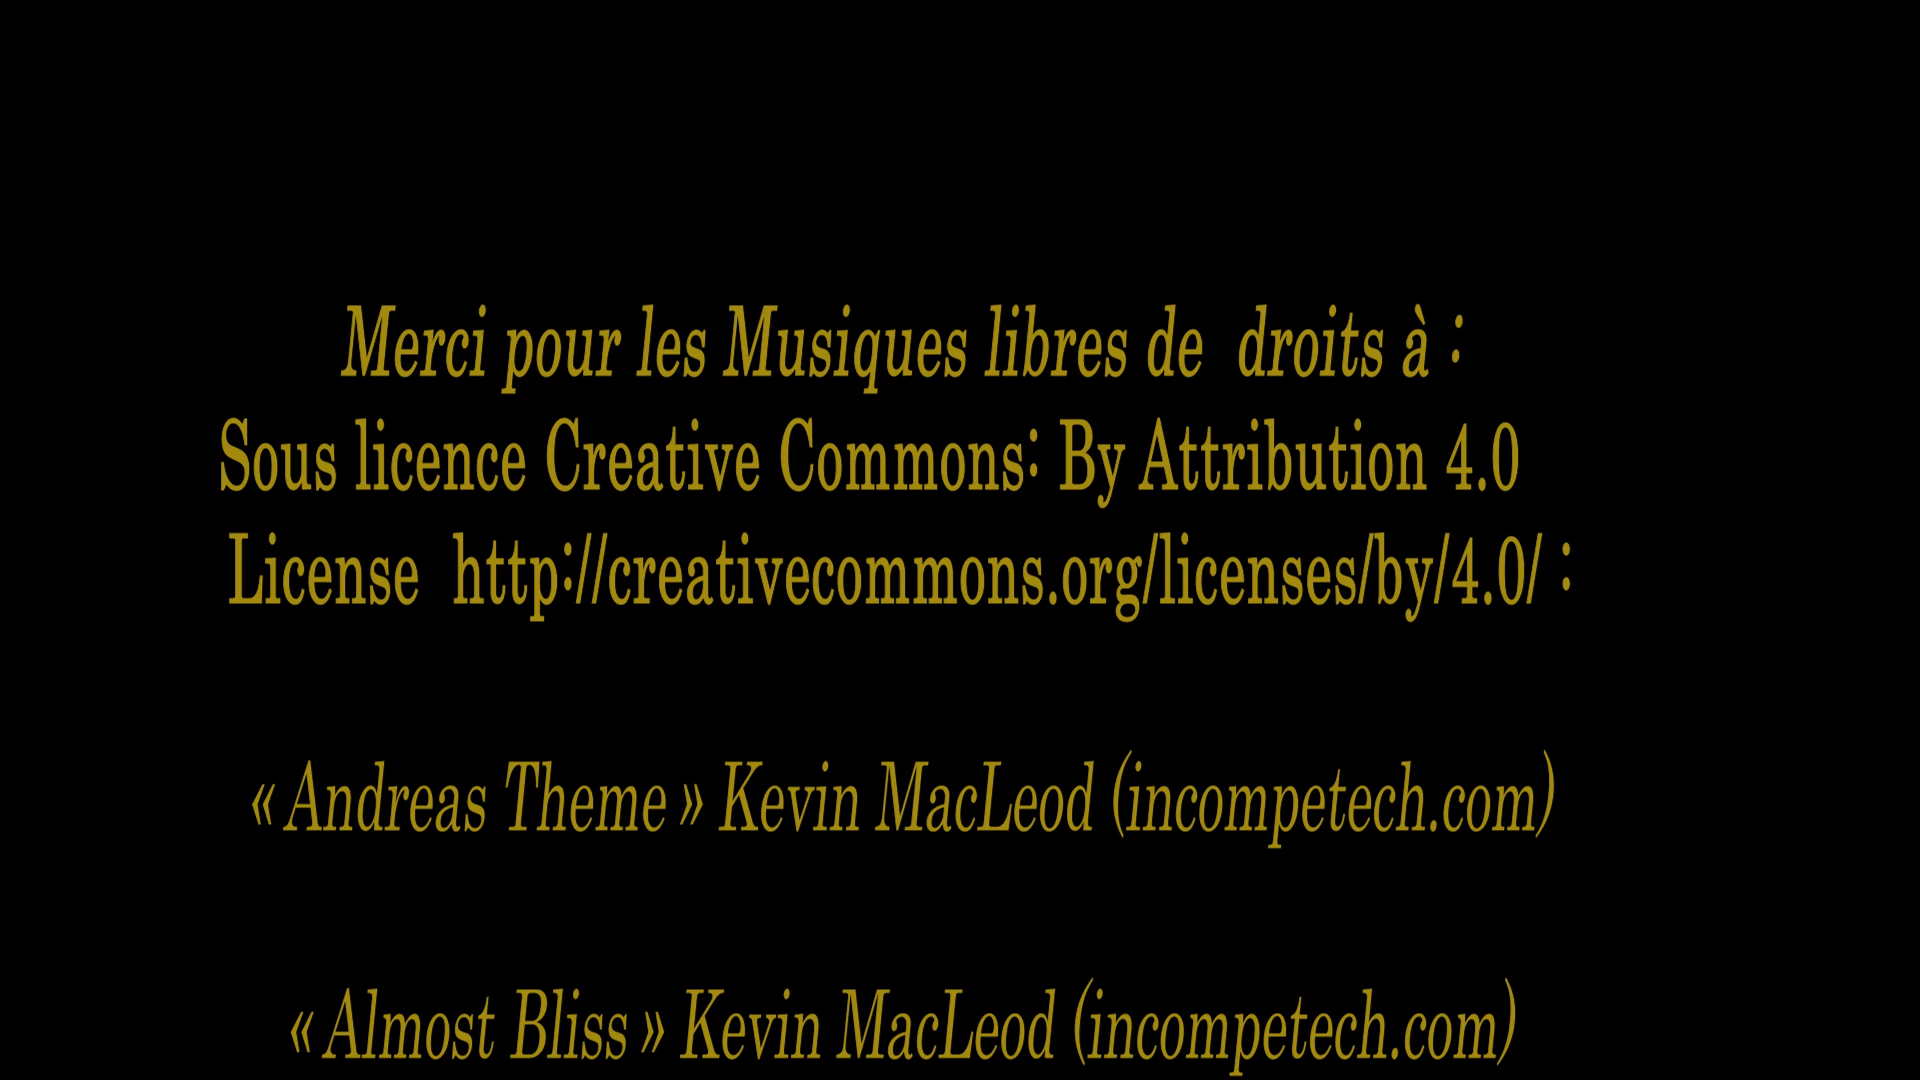 Merci pour les Musiques libres de  droits à :
Sous licence Creative Commons: By Attribution 4.0
License  http://creativecommons.org/licenses/by/4.0/ :
« Andreas Theme » Kevin MacLeod (incompetech.com)
« Almost Bliss » Kevin MacLeod (incompetech.com)